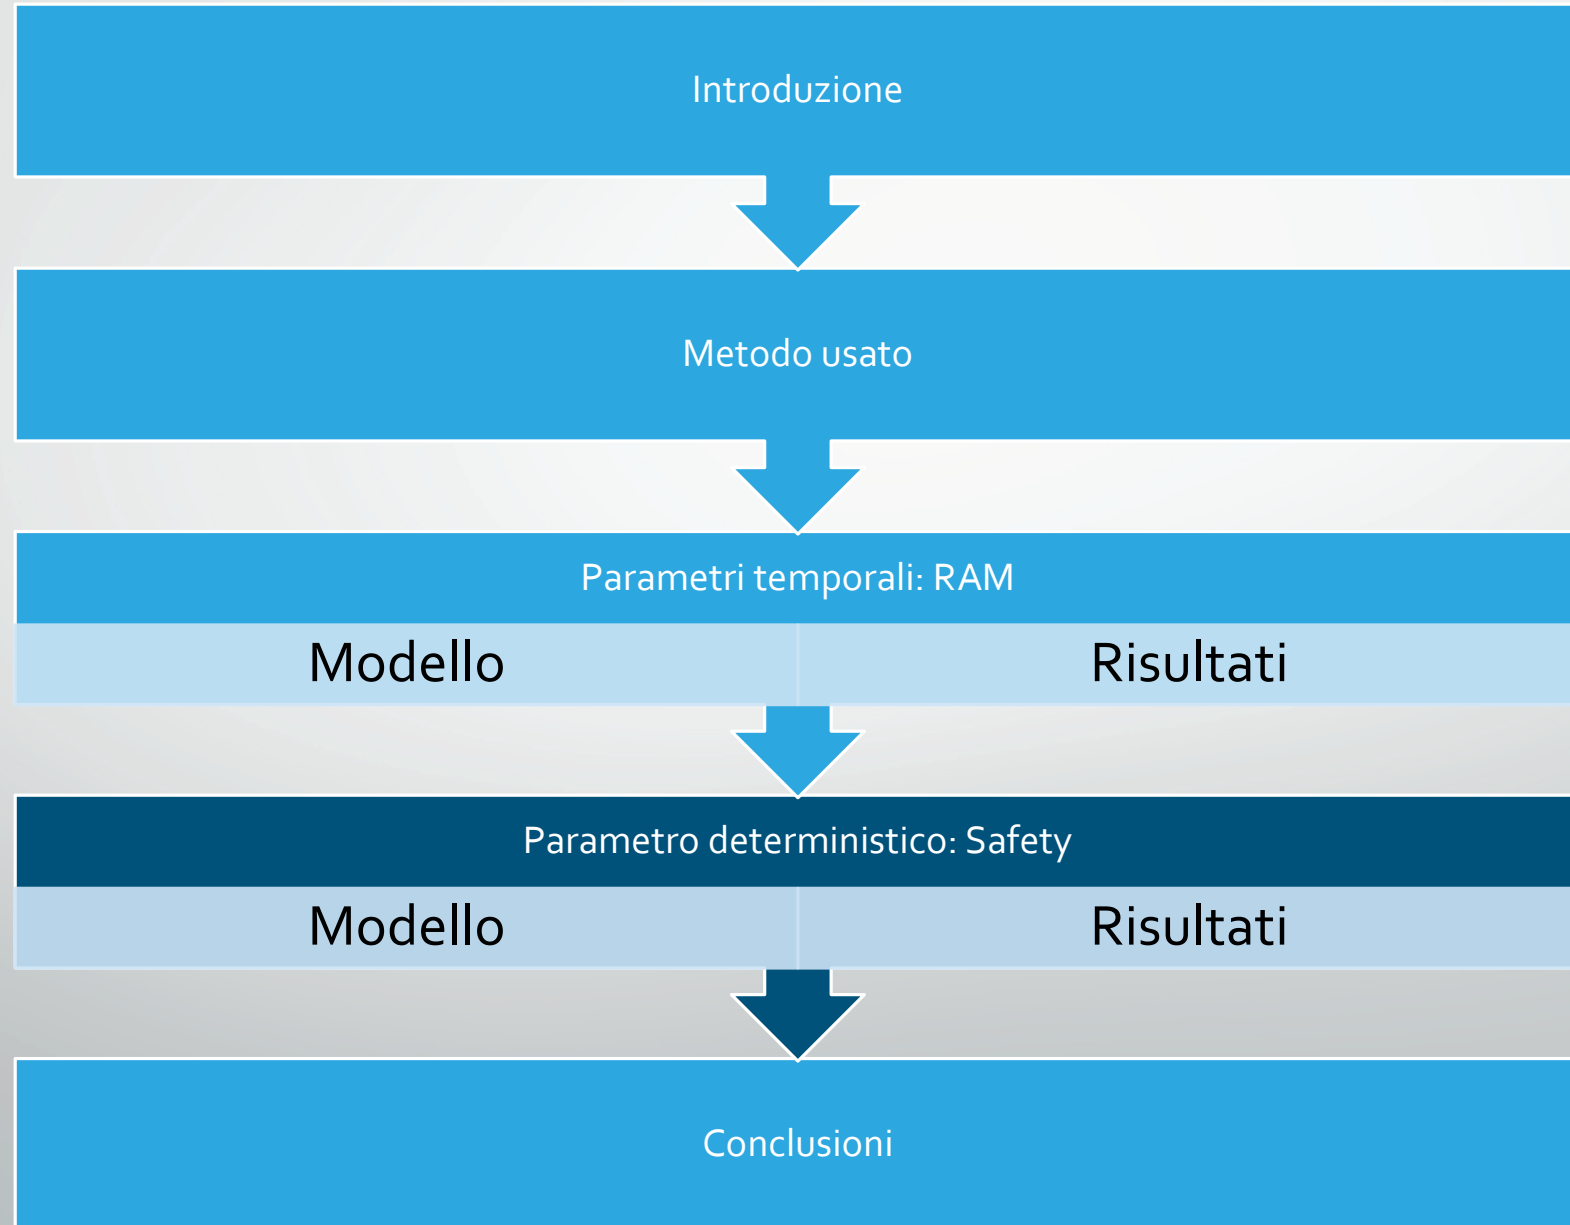 Introduzione
Metodo usato
Parametri temporali: RAM
Modello Risultati
Parametro deterministico: Safety
Modello Risultati
Conclusioni